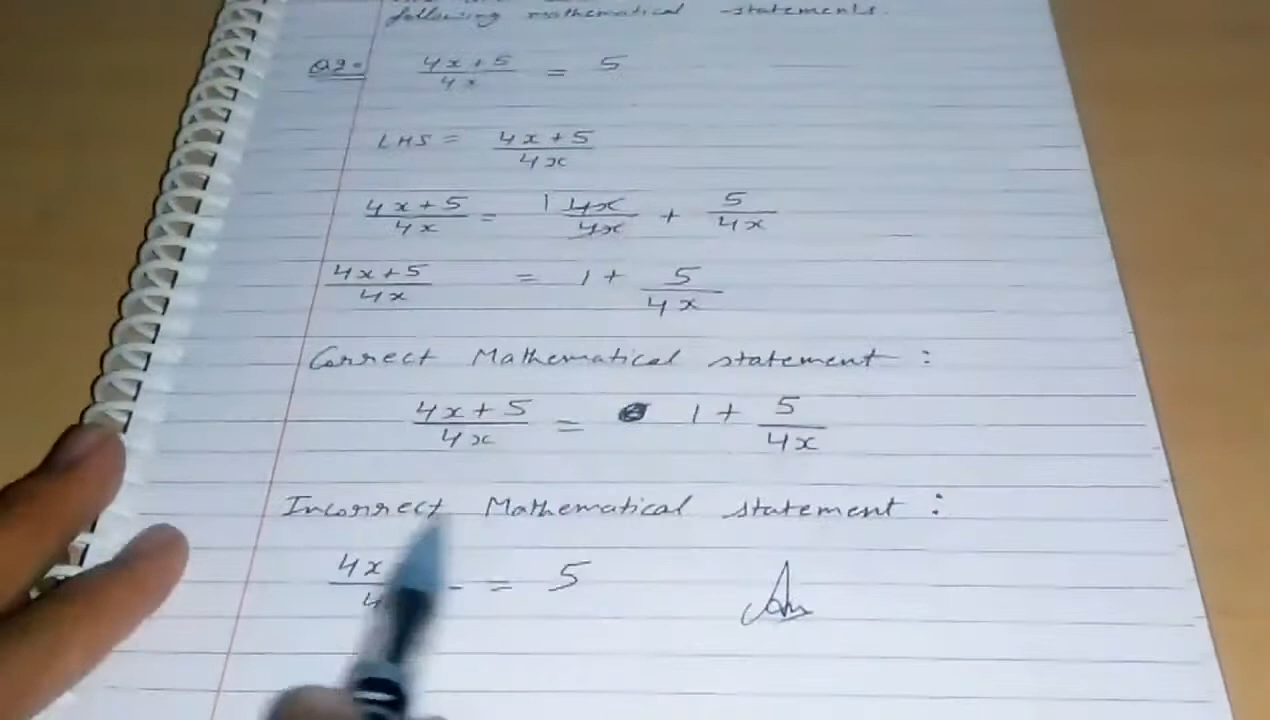 following mathematical statements.
Q2= (4x+5)/4x = 5
LHS = (4x+5)/4x
(4x+5)/4x = 1 4x/4x + 5/4x
(4x+5)/4x = 1 + 5/4x
Correct Mathematical statement :
(4x+5)/4x = 1 + 5/4x
Incorrect Mathematical statement :
4x = 5 Ans